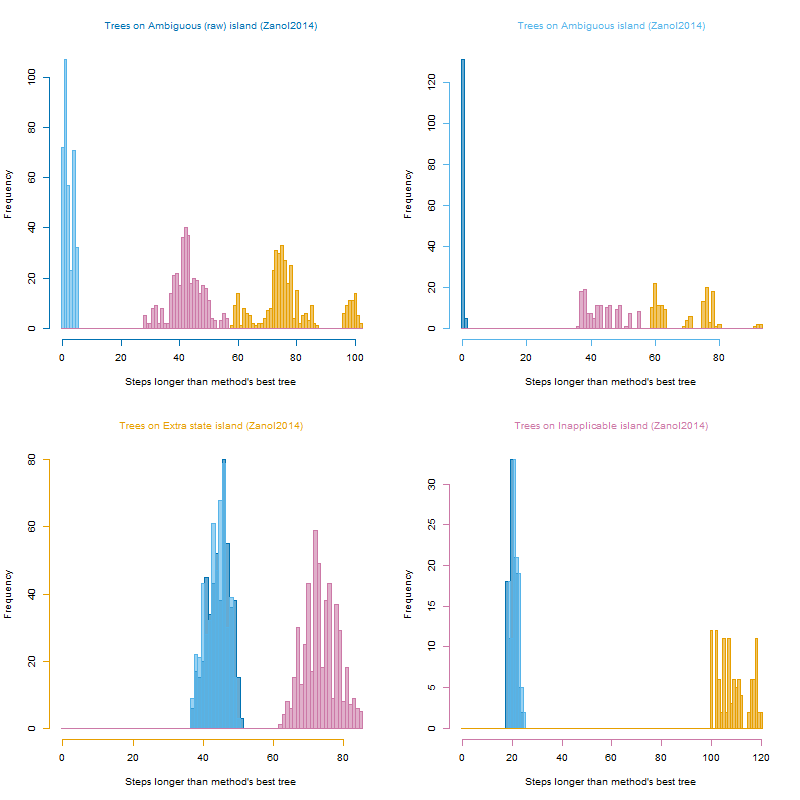 Trees on Ambiguous (raw) island (Zanol2014)
Frequency
0 20 40 60 80 100
0 20 40 60 80 100
Steps longer than method's best tree
Trees on Ambiguous island (Zanol2014)
Frequency
0 20 40 60 80 100 120
0 20 40 60 80
Steps longer than method's best tree
Trees on Extra state island (Zanol2014)
Frequency
0 20 40 60 80
0 20 40 60 80
Steps longer than method's best tree
Trees on Inapplicable island (Zanol2014)
Frequency
0 5 10 15 20 25 30
0 20 40 60 80 100 120
Steps longer than method's best tree